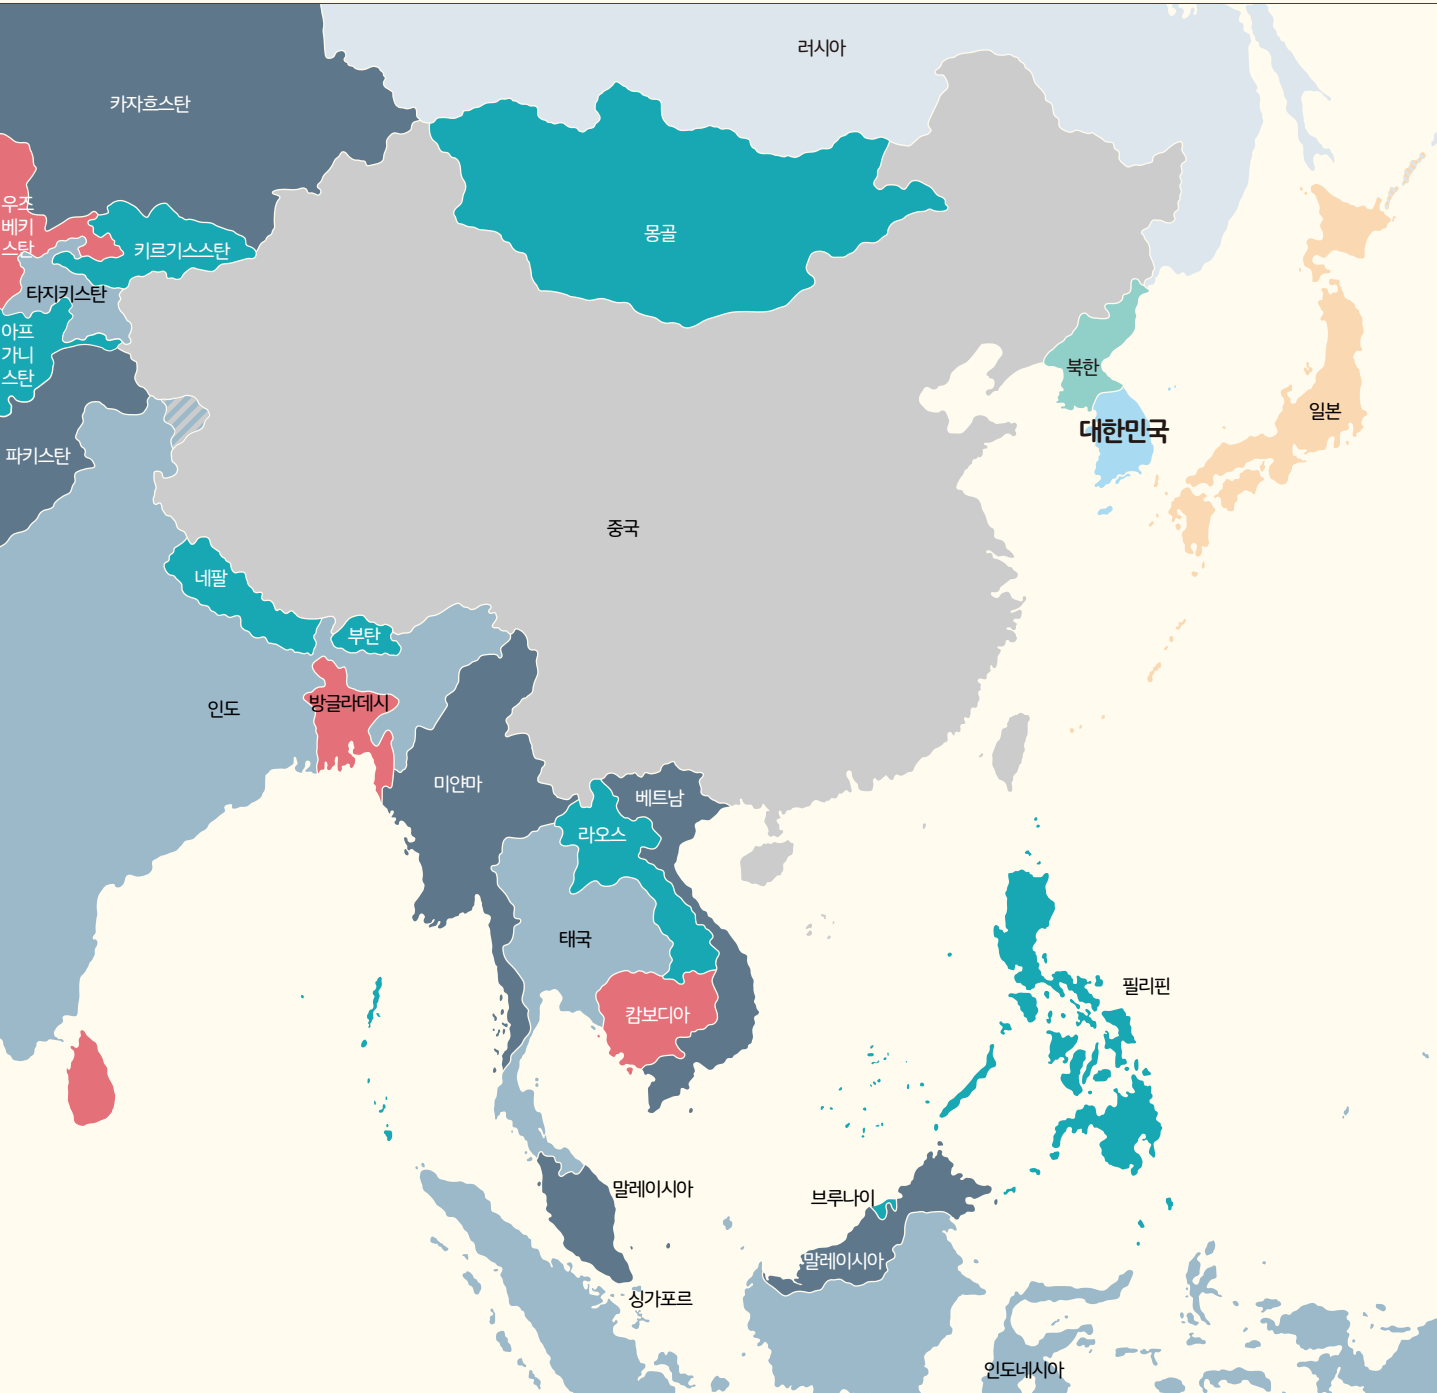 러시아
카자흐스탄
우즈
베키
스탄
키르기스스탄
몽골
타지키스탄
아프
가니
스탄
북한
대한민국
일본
파키스탄
중국
네팔
부탄
인도
방글라데시
미얀마
베트남
라오스
태국
필리핀
캄보디아
말레이시아
브루나이
말레이시아
싱가포르
인도네시아